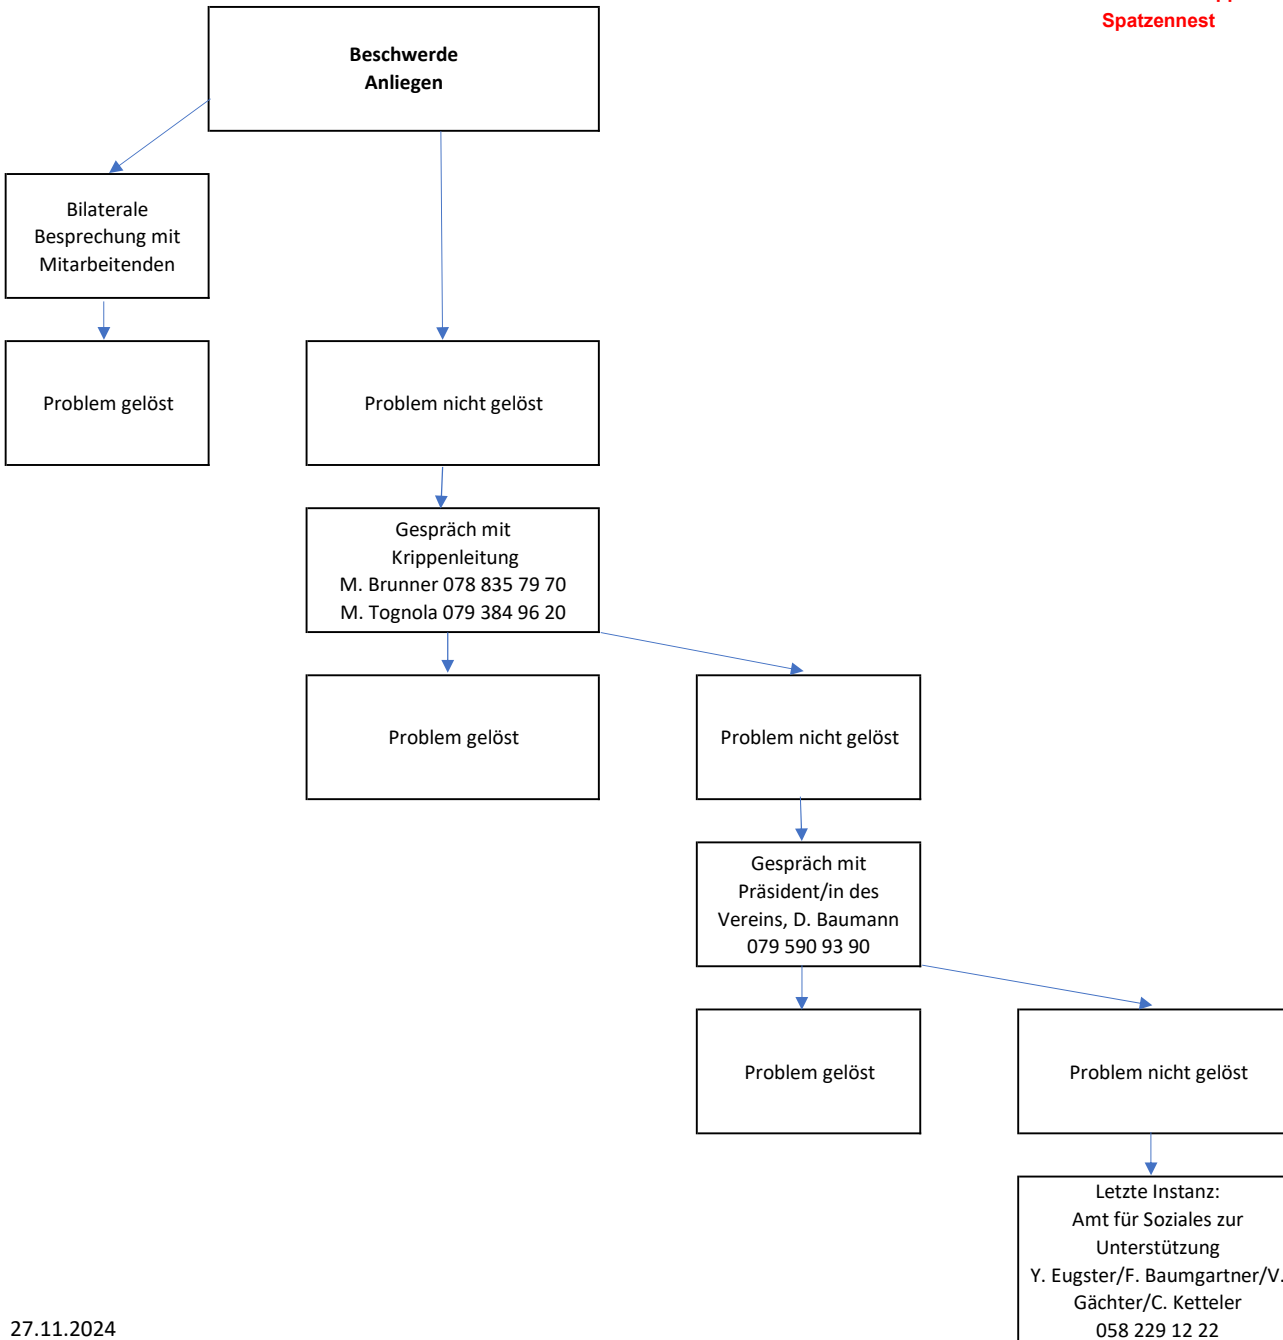 Spatzennest
Beschwerde
Anliegen
Bilaterale
Besprechung mit
Mitarbeitenden
Problem gelöst
Problem nicht gelöst
Gespräch mit
Krippenleitung
M. Brunner 078 835 79 70
M. Tognola 079 384 96 20
Problem gelöst
Problem nicht gelöst
Gespräch mit
Präsident/in des
Vereins, D. Baumann
079 590 93 90
Problem gelöst
Problem nicht gelöst
Letzte Instanz:
Amt für Soziales zur
Unterstützung
Y. Eugster/F. Baumgartner/V.
Gächter/C. Ketteler
058 229 12 22
27.11.2024